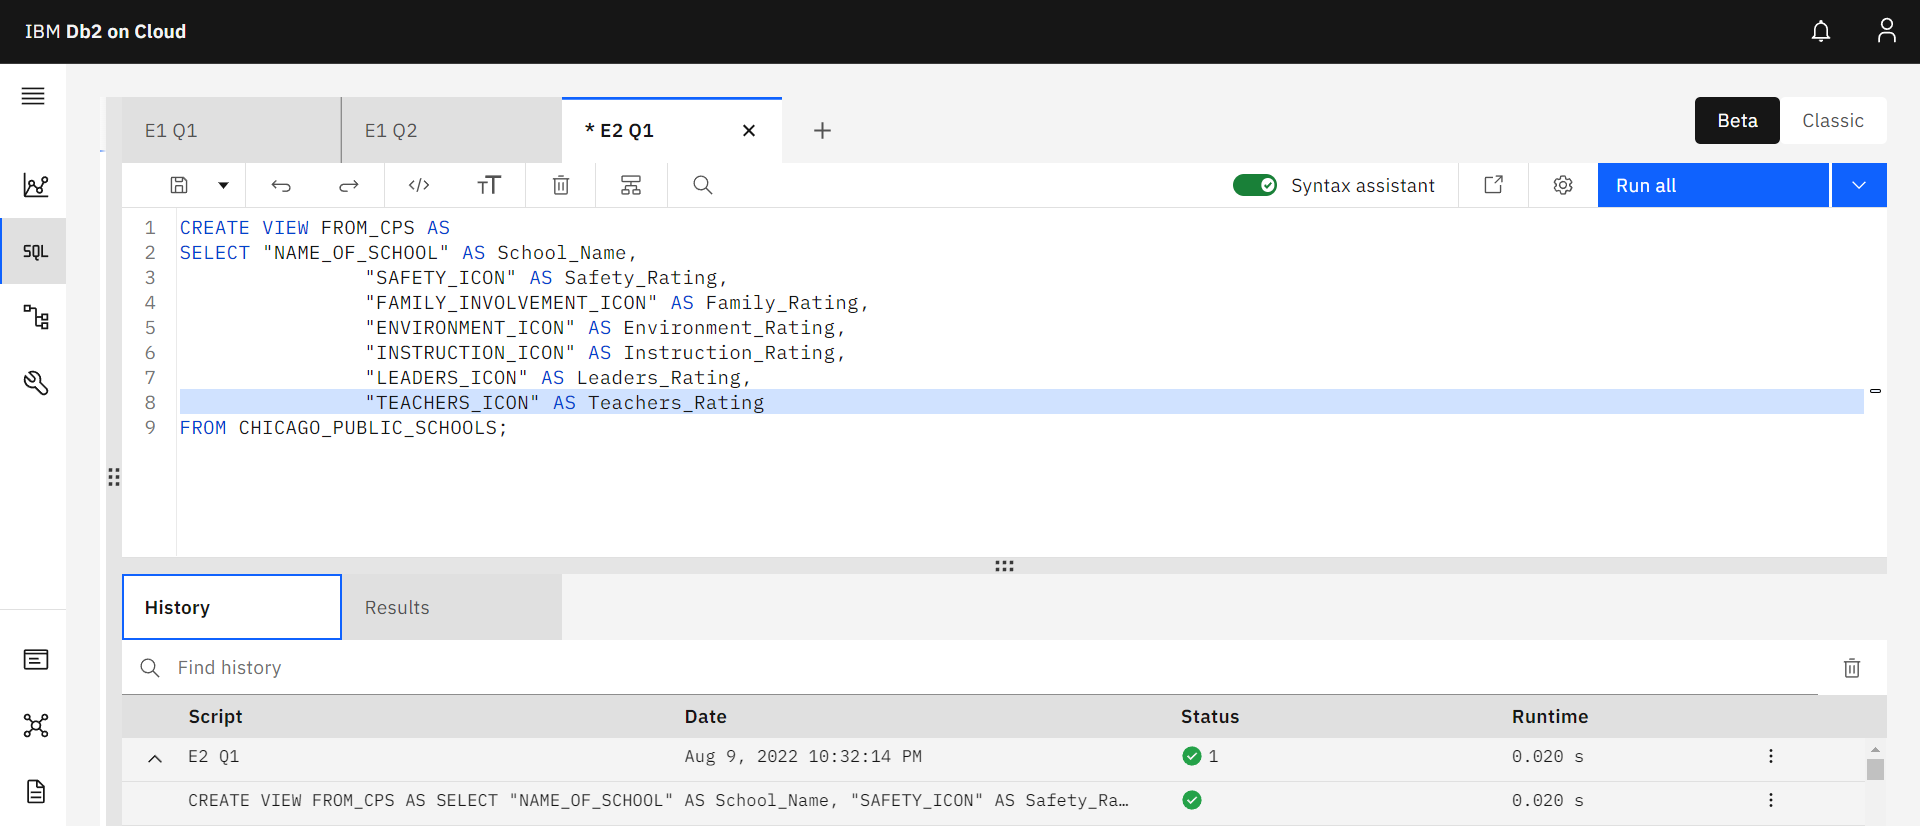 IBM Db2 on Cloud
E1 Q1
E1 Q2
* E2 Q1
Beta
Classic
Syntax assistant
Run all
1 CREATE VIEW FROM_CPS AS
2 SELECT "NAME_OF_SCHOOL" AS School_Name,
3 "SAFETY_ICON" AS Safety_Rating,
4 "FAMILY_INVOLVEMENT_ICON" AS Family_Rating,
5 "ENVIRONMENT_ICON" AS Environment_Rating,
6 "INSTRUCTION_ICON" AS Instruction_Rating,
7 "LEADERS_ICON" AS Leaders_Rating,
8 "TEACHERS_ICON" AS Teachers_Rating
9 FROM CHICAGO_PUBLIC_SCHOOLS;
SQL
History
Results
Find history
Script Date Status Runtime
E2 Q1 Aug 9, 2022 10:32:14 PM 1 0.020 s
CREATE VIEW FROM_CPS AS SELECT "NAME_OF_SCHOOL" AS School_Name, "SAFETY_ICON" AS Safety_Ra… 0.020 s